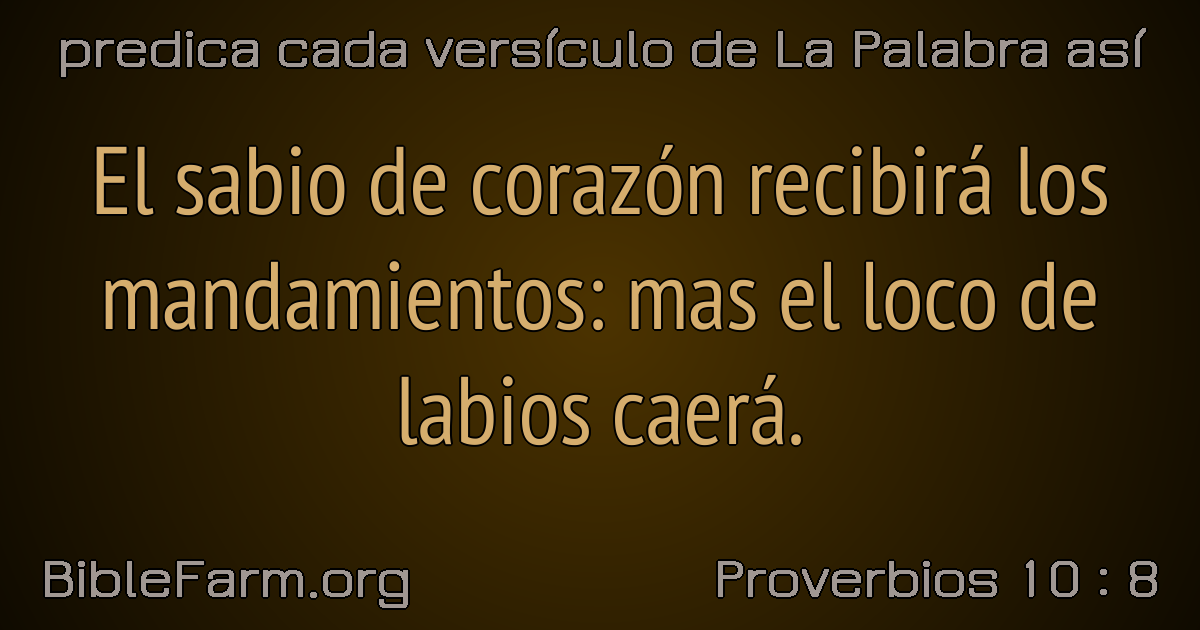 predica cada versículo de La Palabra así
El sabio de corazón recibirá los
mandamientos: mas el loco de
labios caerá.
BibleFarm.org
Proverbios 10 : 8